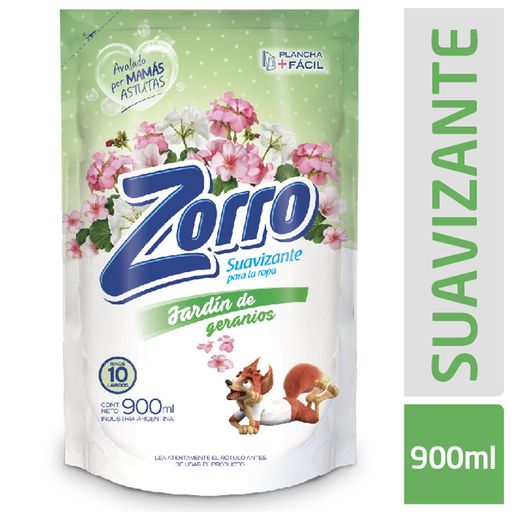 Avalado
por MAMÁS
ASTUTAS
PLANCHA
+FÁCIL
Zorro
Suavizante
para la ropa
Jardín de
geranios
RINDE
10
LAVADOS
CONT.
NETO 900ml
INDUSTRIA ARGENTINA
LEA ATENTAMENTE EL RÓTULO ANTES
DE USAR EL PRODUCTO.
SUAVIZANTE
900ml